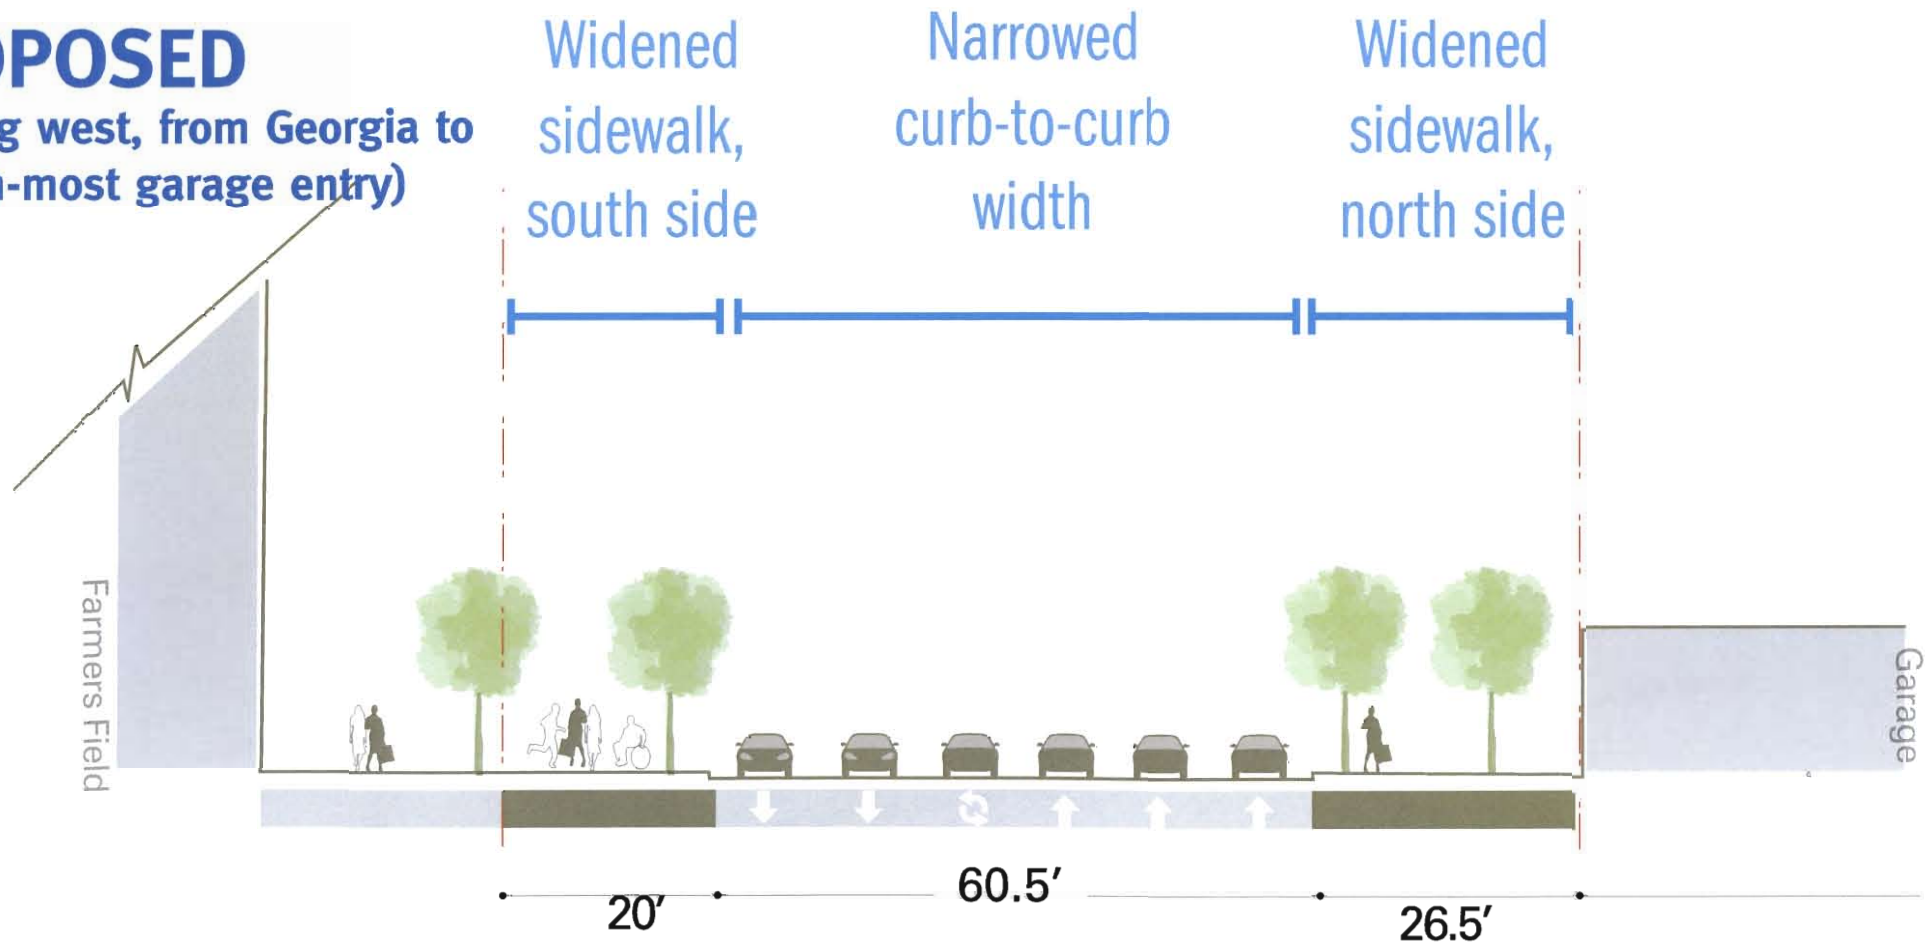 OPOSED
g west, from Georgia to
-most garage entry)
Widened
sidewalk,
south side
Narrowed
curb-to-curb
width
Widened
sidewalk,
north side
Farmers Field
Garage
20'
60.5'
26.5'